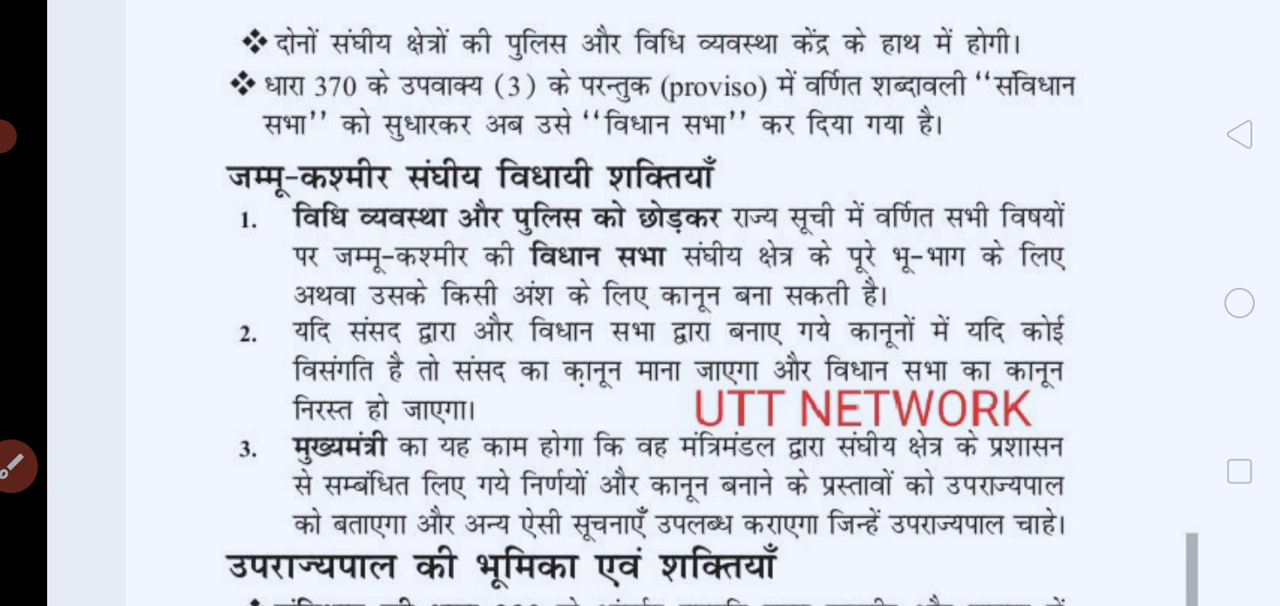 ❖ दोनों संघीय क्षेत्रों की पुलिस और विधि व्यवस्था केंद्र के हाथ में होगी।
❖ धारा 370 के उपवाक्य (3) के परन्तुक (proviso) में वर्णित शब्दावली ‘‘संविधान
सभा’’ को सुधारकर अब उसे ‘‘विधान सभा’’ कर दिया गया है।
जम्मू-कश्मीर संघीय विधायी शक्तियाँ
1. विधि व्यवस्था और पुलिस को छोड़कर राज्य सूची में वर्णित सभी विषयों
पर जम्मू-कश्मीर की विधान सभा संघीय क्षेत्र के पूरे भू-भाग के लिए
अथवा उसके किसी अंश के लिए कानून बना सकती है।
2. यदि संसद द्वारा और विधान सभा द्वारा बनाए गये कानूनों में यदि कोई
विसंगति है तो संसद का क़ानून माना जाएगा और विधान सभा का कानून
निरस्त हो जाएगा।
UTT NETWORK
3. मुख्यमंत्री का यह काम होगा कि वह मंत्रिमंडल द्वारा संघीय क्षेत्र के प्रशासन
से सम्बंधित लिए गये निर्णयों और कानून बनाने के प्रस्तावों को उपराज्यपाल
को बताएगा और अन्य ऐसी सूचनाएँ उपलब्ध कराएगा जिन्हें उपराज्यपाल चाहे।
उपराज्यपाल की भूमिका एवं शक्तियाँ